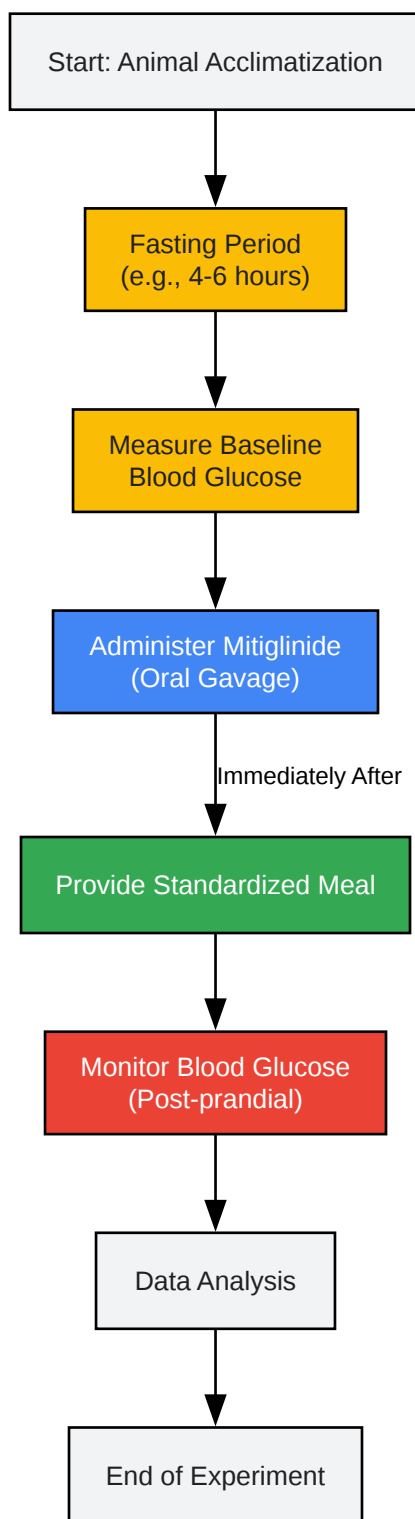 Start: Animal Acclimatization
Fasting Period
(e.g., 4-6 hours)
Measure Baseline
Blood Glucose
Administer Mitiglinide
(Oral Gavage)
Immediately After
Provide Standardized Meal
Monitor Blood Glucose
(Post-prandial)
Data Analysis
End of Experiment